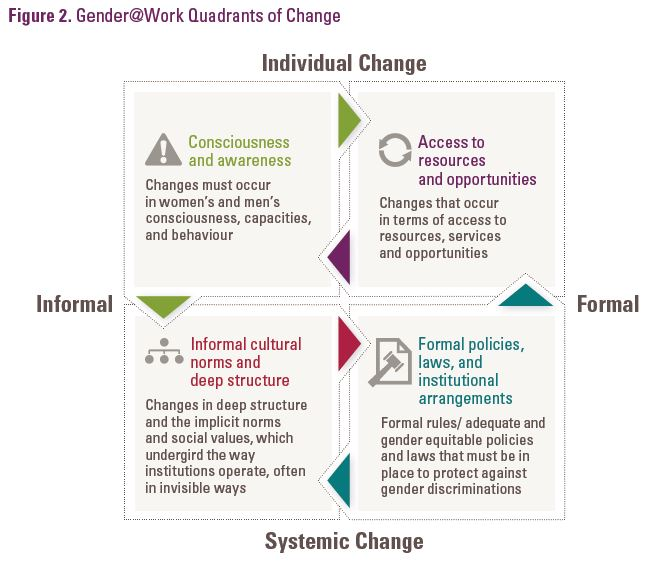 Figure 2. Gender@Work Quadrants of Change
Individual Change
Consciousness
and awareness
Changes must occur
in women's and men's
consciousness, capacities,
and behaviour
Access to
resources
and opportunities
Changes that occur
in terms of access to
resources, services
and opportunities
Informal
Formal
Informal cultural
norms and
deep structure
Changes in deep structure
and the implicit norms
and social values, which
undergird the way
institutions operate, often
in invisible ways
Formal policies,
laws, and
institutional
arrangements
Formal rules/ adequate and
gender equitable policies
and laws that must be in
place to protect against
gender discriminations
Systemic Change